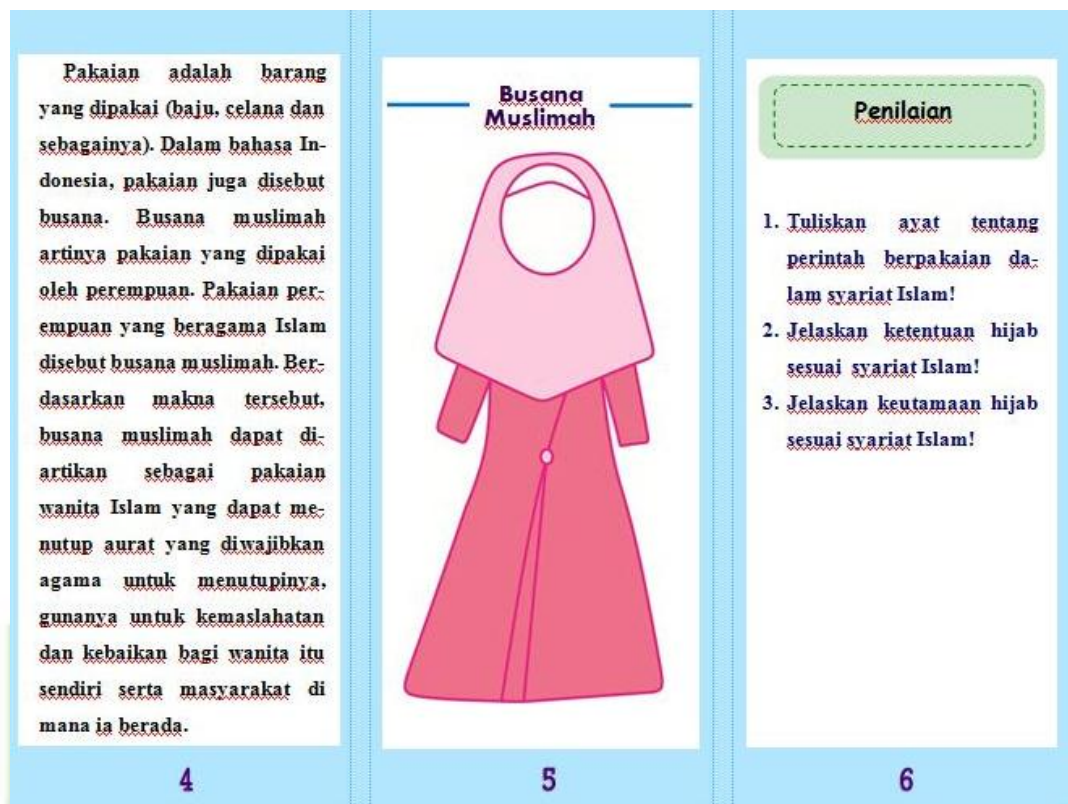 Pakaian adalah barang
yang dipakai (baju, celana dan
sebagainya). Dalam bahasa In-
donesia, pakaian juga disebut
busana. Busana muslimah
artinya pakaian yang dipakai
oleh perempuan. Pakaian per-
empuan yang beragama Islam
disebut busana muslimah. Ber-
dasarkan makna tersebut,
busana muslimah dapat di-
artikan sebagai pakaian
wanita Islam yang dapat me-
nutup aurat yang diwajibkan
agama untuk menutupinya,
gunanya untuk kemaslahatan
dan kebaikan bagi wanita itu
sendiri serta masyarakat di
mana ia berada.
4
Busana
Muslimah
5
Penilaian
1. Tuliskan ayat tentang
perintah berpakaian da-
lam syariat Islam!
2. Jelaskan ketentuan hijab
sesuai syariat Islam!
3. Jelaskan keutamaan hijab
sesuai syariat Islam!
6